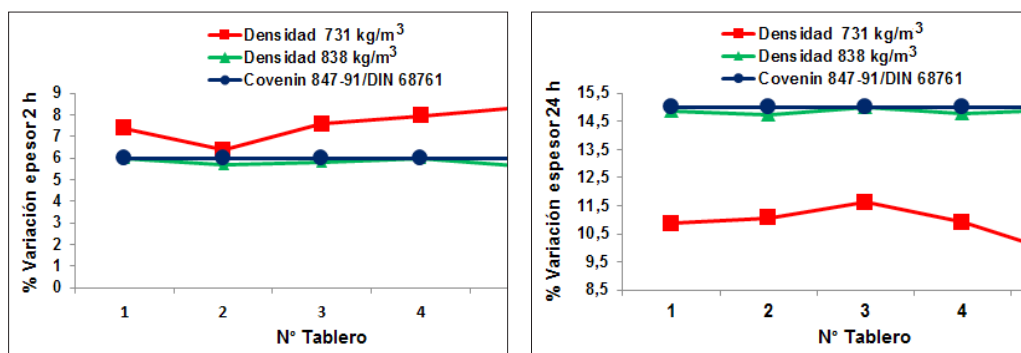 Densidad 731 kg/m3
Densidad 838 kg/m3
Covenin 847-91/DIN 68761
% Variación epesor 2 h
9
8
7
6
5
4
3
2
1
0
1 2 3 4
N° Tablero
Densidad 731 kg/m3
Densidad 838 kg/m3
Covenin 847-91/DIN 68761
% Variación espesor 24 h
15,5
14,5
13,5
12,5
11,5
10,5
9,5
8,5
1 2 3 4
N° Tablero